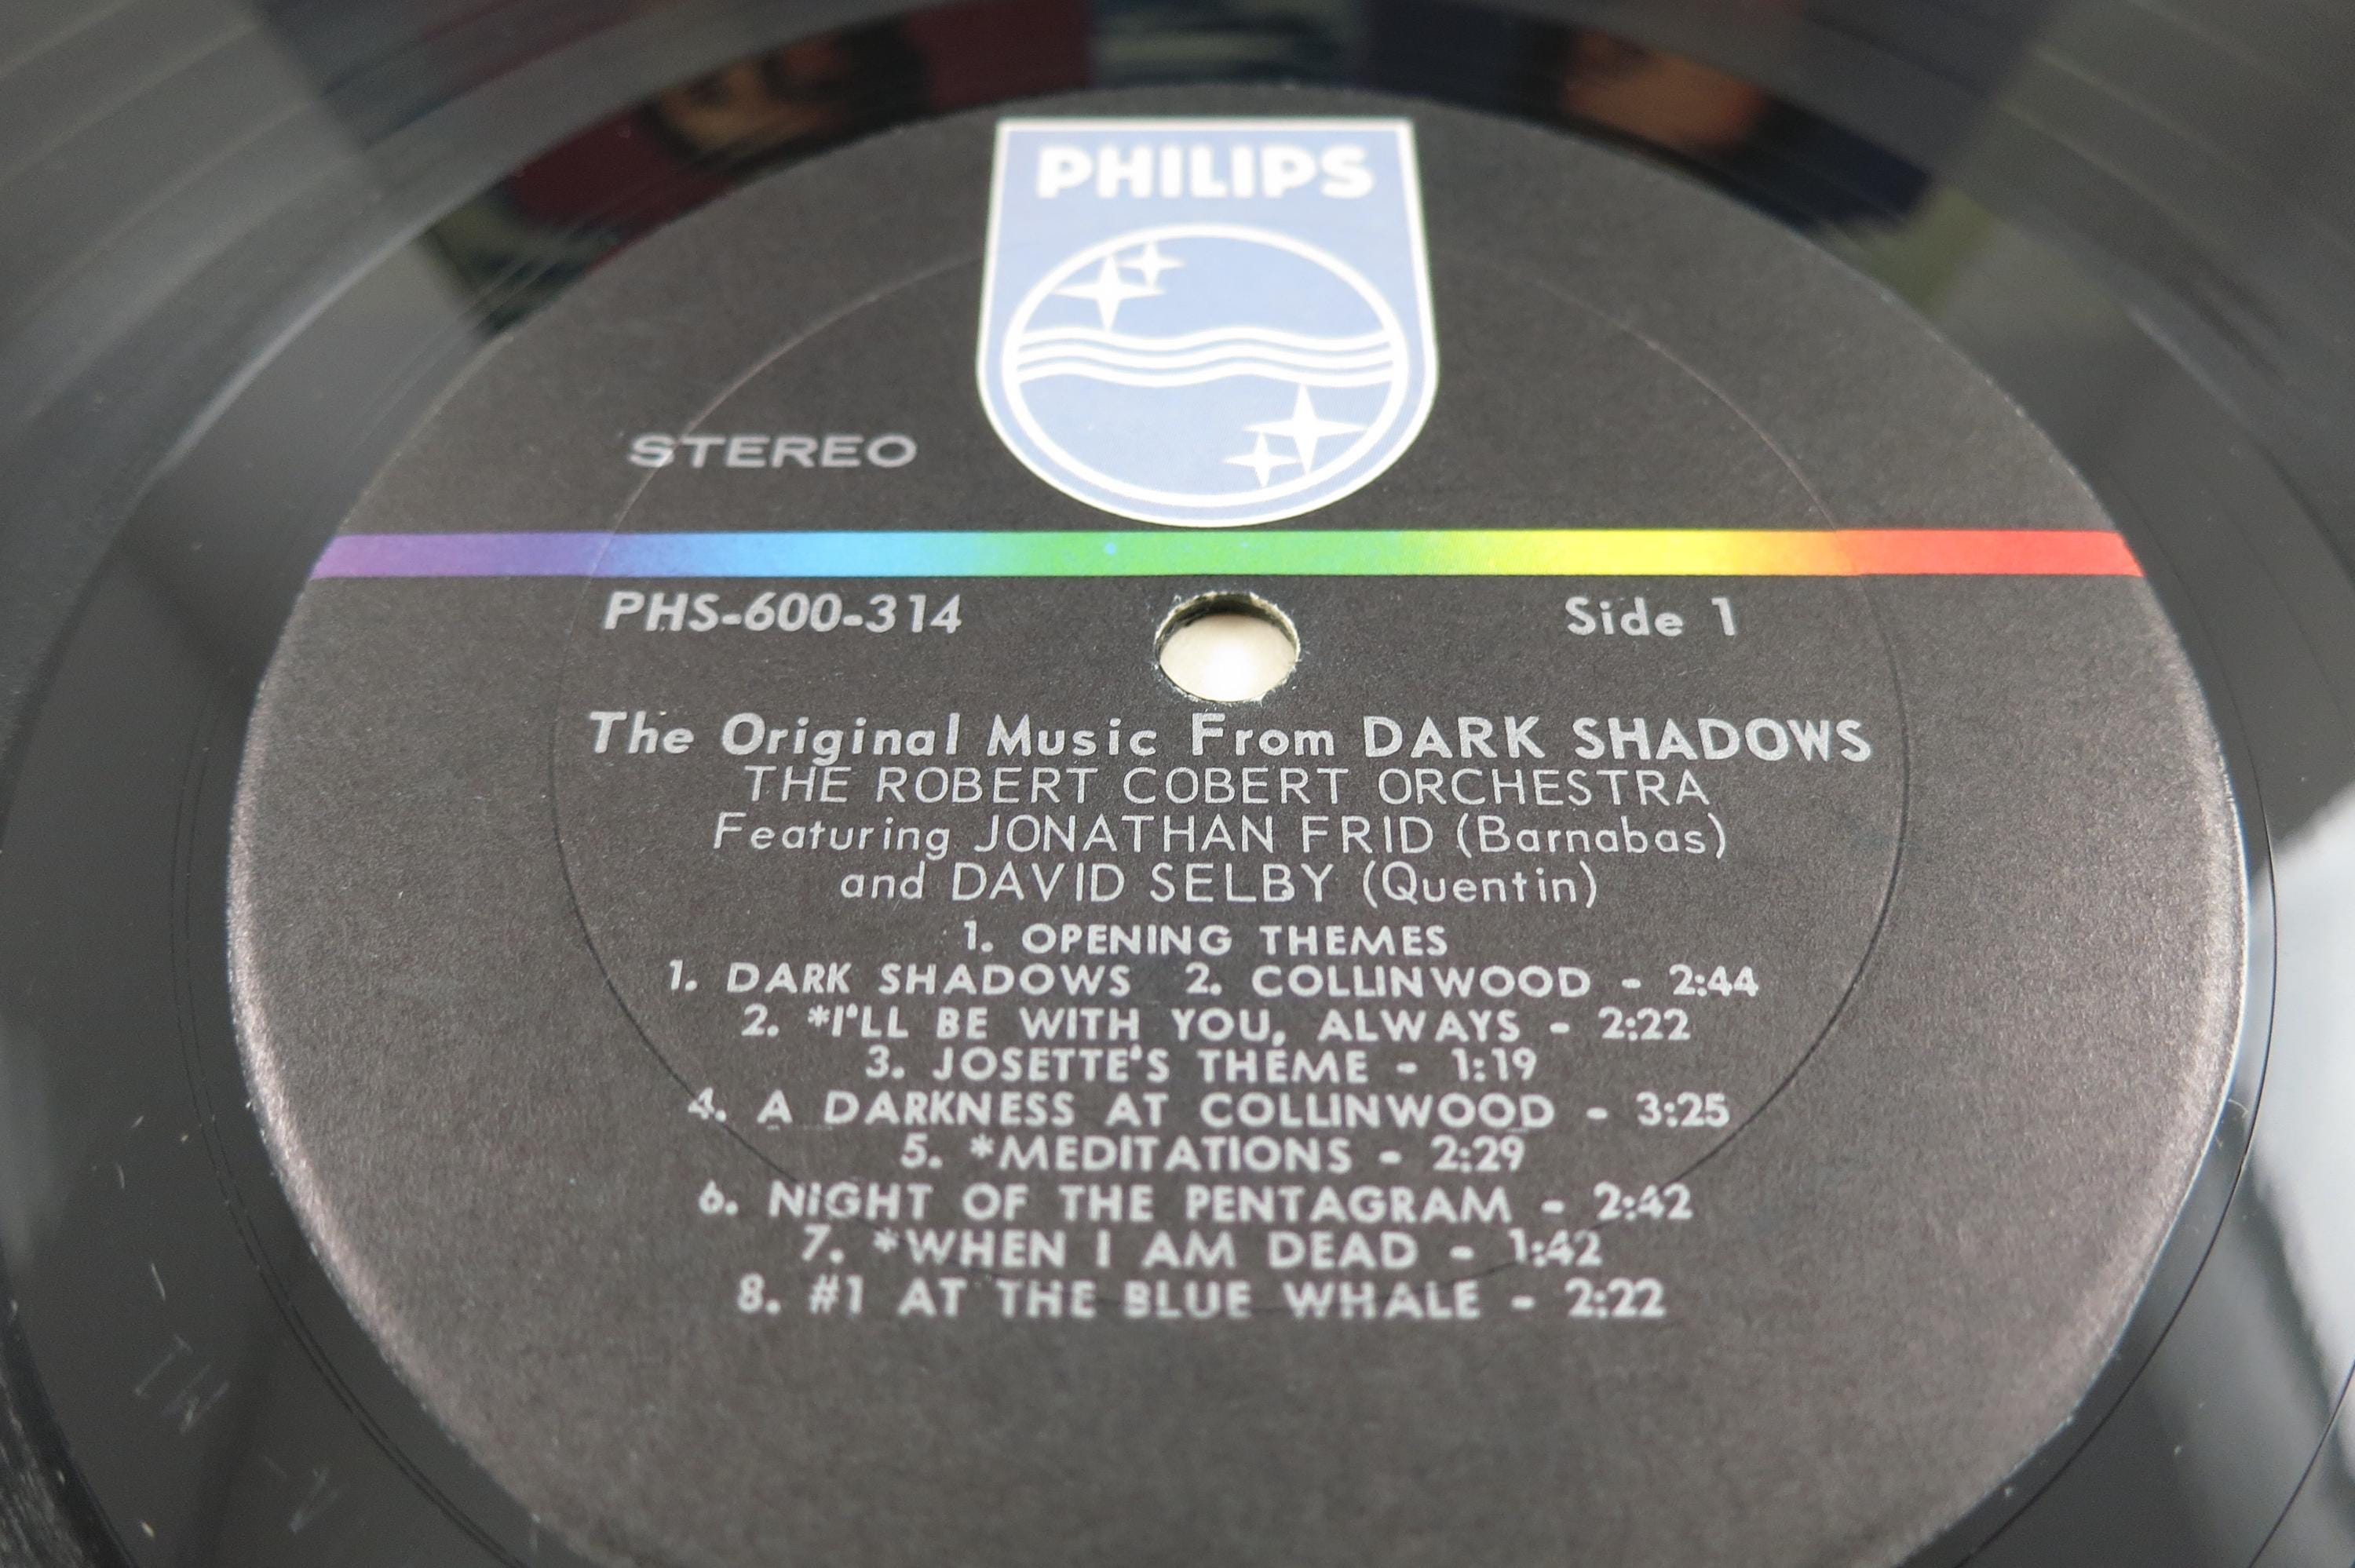 PHILIPS
STEREO
PHS-600-314 Side 1
The Original Music From DARK SHADOWS
THE ROBERT COBERT ORCHESTRA
Featuring JONATHAN FRID (Barnabas)
and DAVID SELBY (Quentin)
1. OPENING THEMES
1. DARK SHADOWS 2. COLLINWOOD - 2:44
2. *I'LL BE WITH YOU, ALWAYS - 2:22
3. JOSETTE'S THEME - 1:19
4. A DARKNESS AT COLLINWOOD - 3:25
5. *MEDITATIONS - 2:29
6. NIGHT OF THE PENTAGRAM - 2:42
7. *WHEN I AM DEAD - 1:42
8. #1 AT THE BLUE WHALE - 2:22